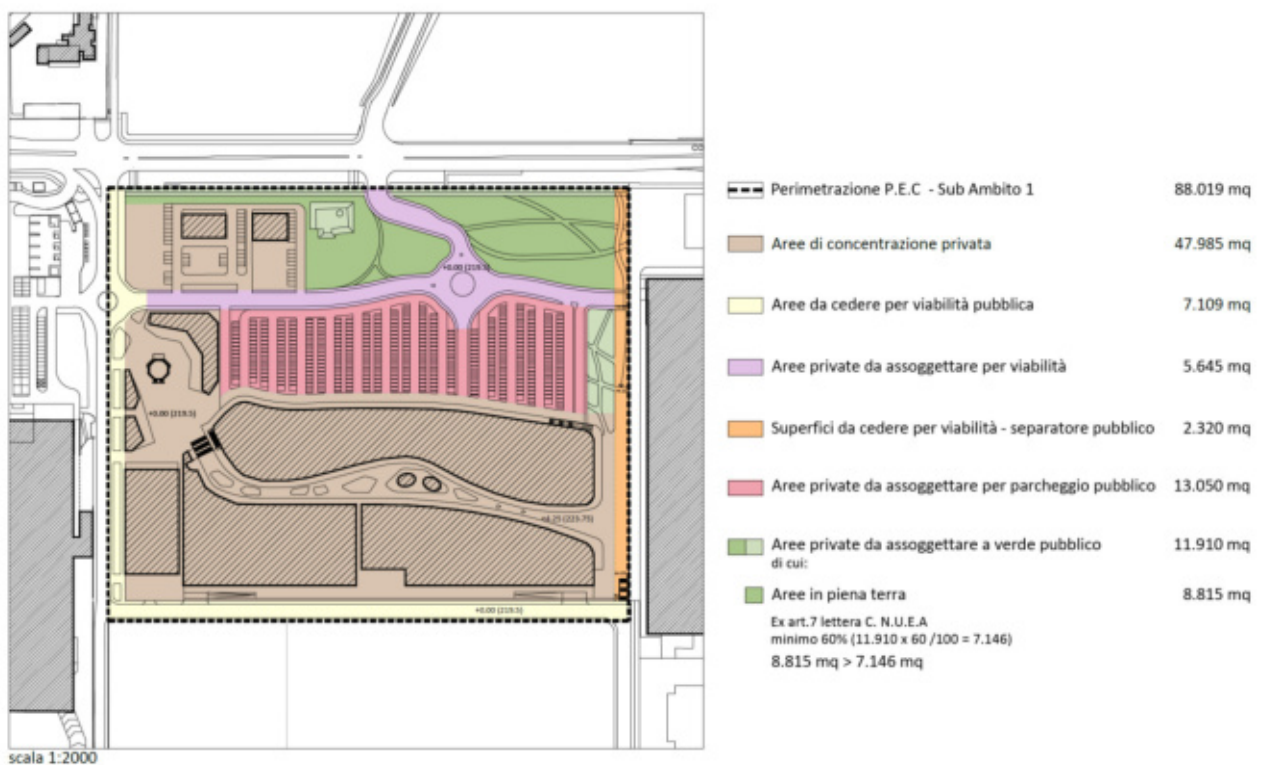 Perimetrazione P.E.C - Sub Ambito 1 88.019 mq
Aree di concentrazione privata 47.985 mq
Aree da cedere per viabilità pubblica 7.109 mq
Aree private da assoggettare per viabilità 5.645 mq
Superfici da cedere per viabilità - separatore pubblico 2.320 mq
Aree private da assoggettare per parcheggio pubblico 13.050 mq
Aree private da assoggettare a verde pubblico 11.910 mq
di cui:
Aree in piena terra 8.815 mq
Ex art.7 lettera C. N.U.E.A
minimo 60% (11.910 x 60 /100 = 7.146)
8.815 mq > 7.146 mq
+0.00 (219.5)
+0.00 (219.5)
+0.00 (219.5)
scala 1:2000